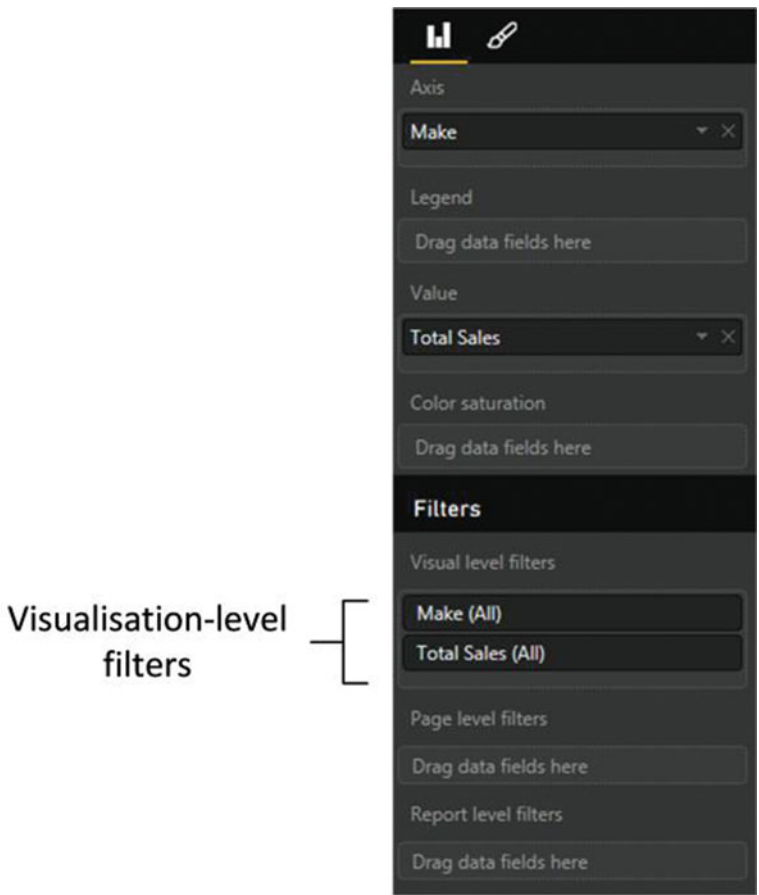 Axis
Make
Legend
Drag data fields here
Value
Total Sales
Color saturation
Drag data fields here
Filters
Visual level filters
Visualisation-level
filters
Make (All)
Total Sales (All)
Page level filters
Drag data fields here
Report level filters
Drag data fields here